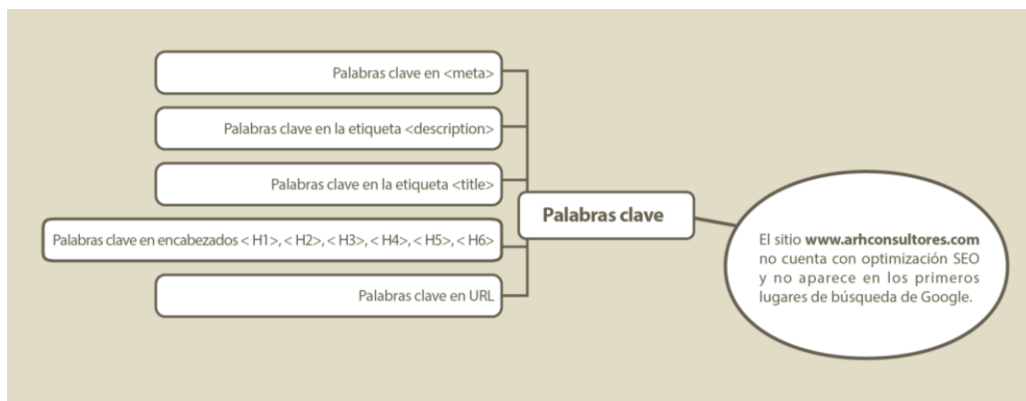 Palabras clave en <meta>
Palabras clave en la etiqueta <description>
Palabras clave en la etiqueta <title>
Palabras clave en encabezados < H1>, < H2>, < H3>, < H4>, < H5>, < H6>
Palabras clave en URL
Palabras clave
El sitio www.arhconsultores.com
no cuenta con optimización SEO
y no aparece en los primeros
lugares de búsqueda de Google.